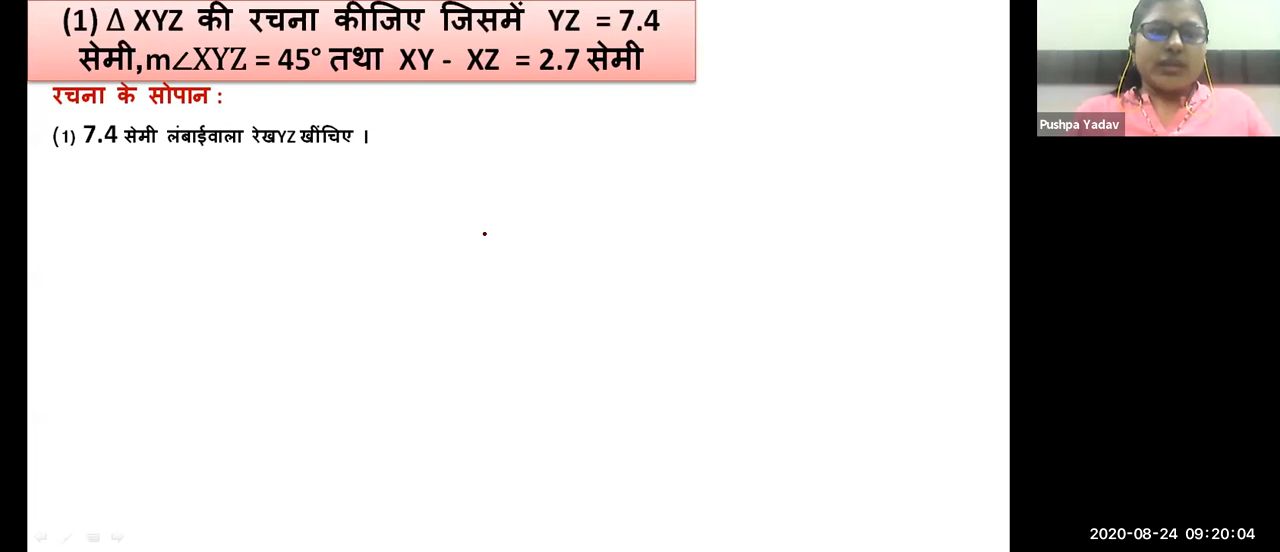 (1) Δ XYZ की रचना कीजिए जिसमें YZ = 7.4
सेमी,m∠XYZ = 45° तथा XY - XZ = 2.7 सेमी
रचना के सोपान :
(1) 7.4 सेमी लंबाईवाला रेखYZ खींचिए ।
Pushpa Yadav
2020-08-24 09:20:04